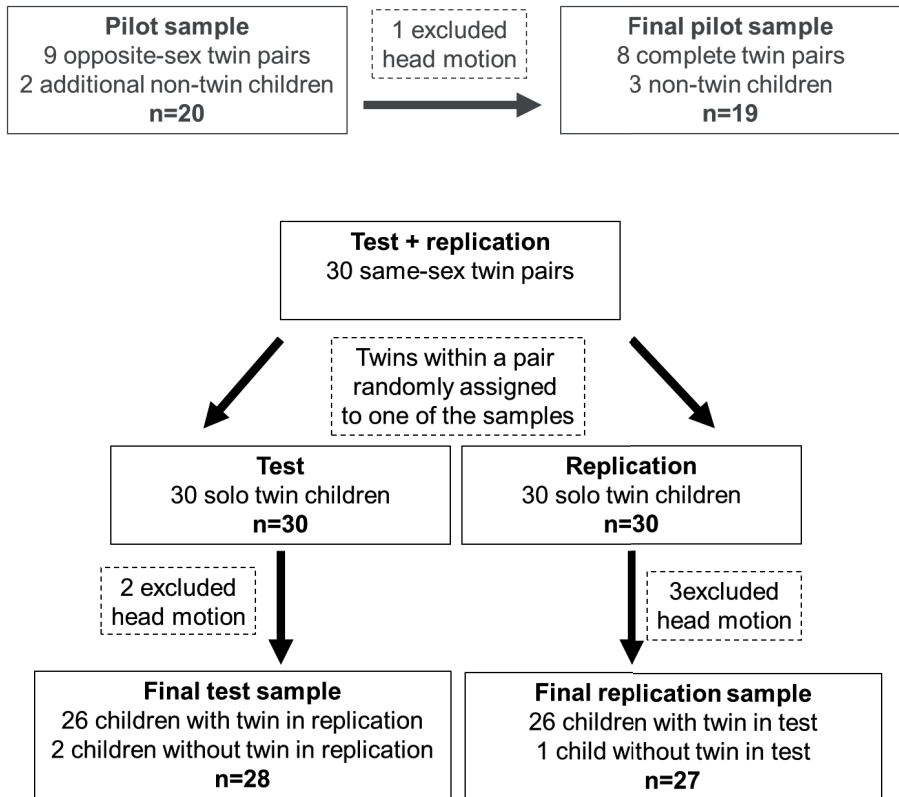 Pilot sample
9 opposite-sex twin pairs
2 additional non-twin children
n=20
1 excluded
head motion
Final pilot sample
8 complete twin pairs
3 non-twin children
n=19
Test + replication
30 same-sex twin pairs
Twins within a pair
randomly assigned
to one of the samples
Test
30 solo twin children
n=30
Replication
30 solo twin children
n=30
2 excluded
head motion
3excluded
head motion
Final test sample
26 children with twin in replication
2 children without twin in replication
n=28
Final replication sample
26 children with twin in test
1 child without twin in test
n=27